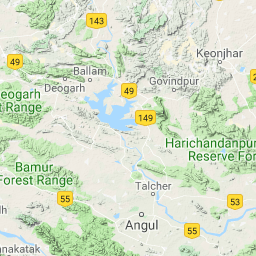 143
49
Keonjhar
Ballam
49
Govindpur
Deogarh
eogarh
t Range
149
Harichandanpur
Reserve For
Bamur
Forest Range
Talcher
55
53
Angul
55
nakatak